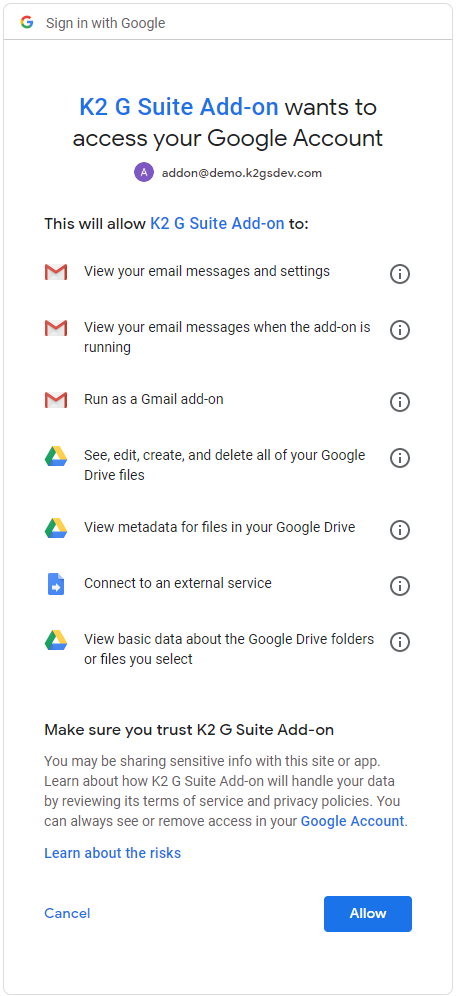 Sign in with Google
K2 G Suite Add-on wants to
access your Google Account
A addon@demo.k2gsdev.com
This will allow K2 G Suite Add-on to:
View your email messages and settings
View your email messages when the add-on is
running
Run as a Gmail add-on
See, edit, create, and delete all of your Google
Drive files
View metadata for files in your Google Drive
Connect to an external service
View basic data about the Google Drive folders
or files you select
Make sure you trust K2 G Suite Add-on
You may be sharing sensitive info with this site or app.
Learn about how K2 G Suite Add-on will handle your data
by reviewing its terms of service and privacy policies. You
can always see or remove access in your Google Account.
Learn about the risks
Cancel
Allow